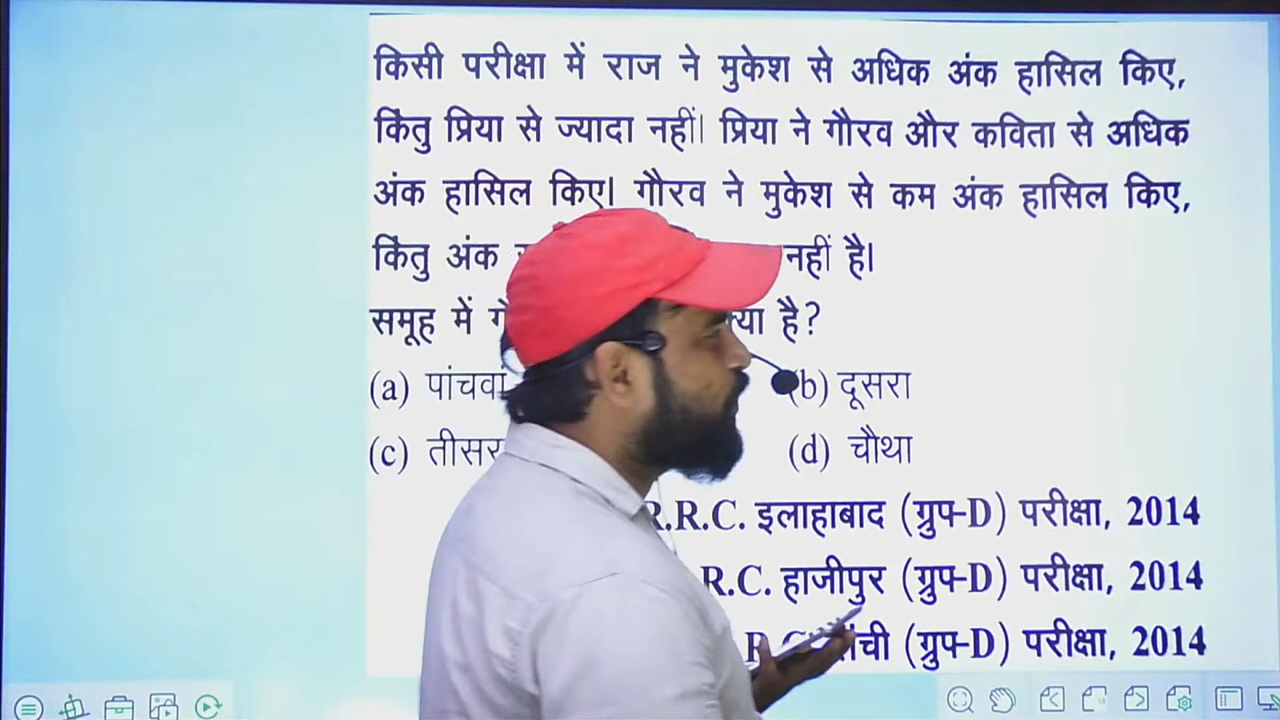 किसी परीक्षा में राज ने मुकेश से अधिक अंक हासिल किए,
किंतु प्रिया से ज्यादा नहीं। प्रिया ने गौरव और कविता से अधिक
अंक हासिल किए। गौरव ने मुकेश से कम अंक हासिल किए,
किंतु अंक नहीं है।
समूह में है?
(a) पांचवां (b) दूसरा
(c) (d) चौथा
R.R.C. इलाहाबाद (ग्रुप-D) परीक्षा, 2014
R.C. हाजीपुर (ग्रुप-D) परीक्षा, 2014
(ग्रुप-D) परीक्षा, 2014